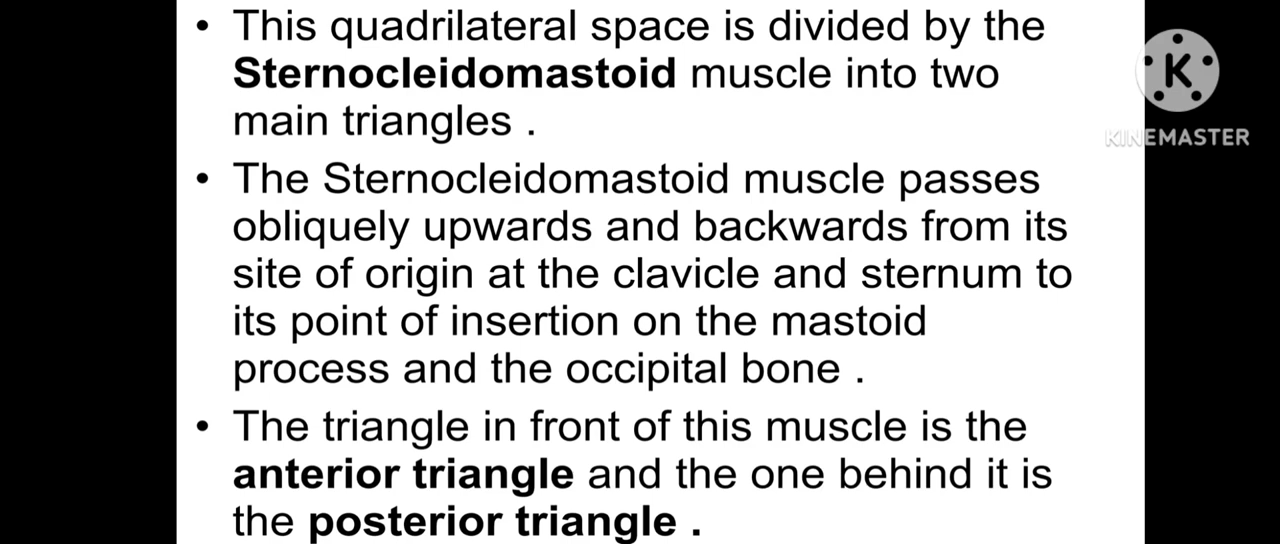 • This quadrilateral space is divided by the
Sternocleidomastoid muscle into two
main triangles .
• The Sternocleidomastoid muscle passes
obliquely upwards and backwards from its
site of origin at the clavicle and sternum to
its point of insertion on the mastoid
process and the occipital bone .
• The triangle in front of this muscle is the
anterior triangle and the one behind it is
the posterior triangle .
K
KINEMASTER